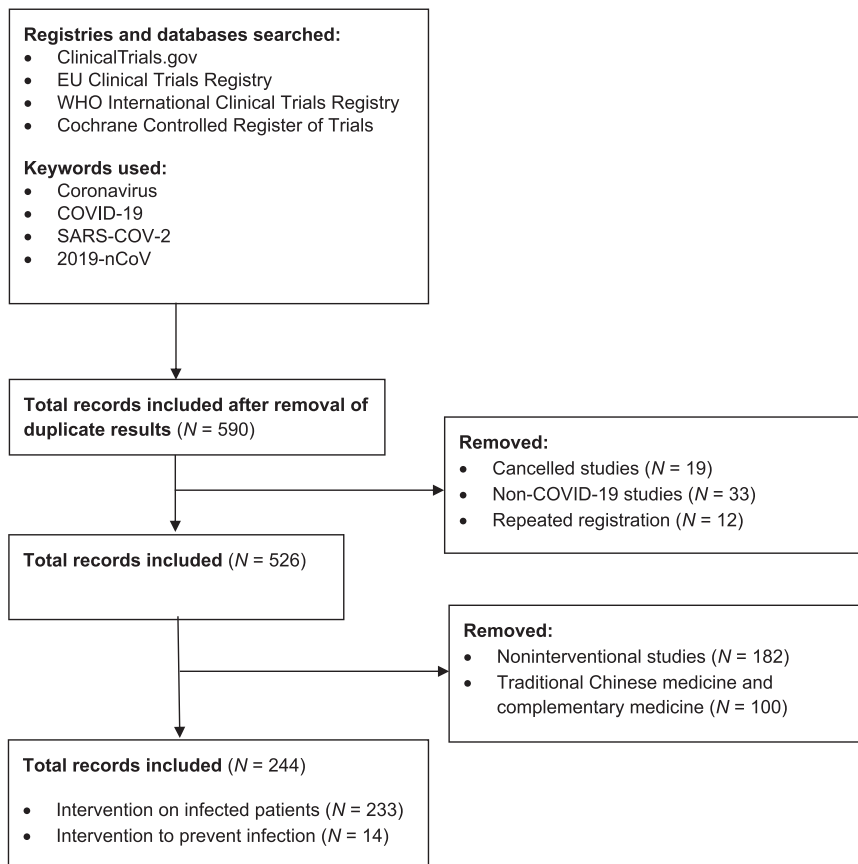 Registries and databases searched:
• ClinicalTrials.gov
• EU Clinical Trials Registry
• WHO International Clinical Trials Registry
• Cochrane Controlled Register of Trials
Keywords used:
• Coronavirus
• COVID-19
• SARS-COV-2
• 2019-nCoV
Total records included after removal of
duplicate results (N = 590)
Removed:
• Cancelled studies (N = 19)
• Non-COVID-19 studies (N = 33)
• Repeated registration (N = 12)
Total records included (N = 526)
Removed:
• Noninterventional studies (N = 182)
• Traditional Chinese medicine and
complementary medicine (N = 100)
Total records included (N = 244)
• Intervention on infected patients (N = 233)
• Intervention to prevent infection (N = 14)